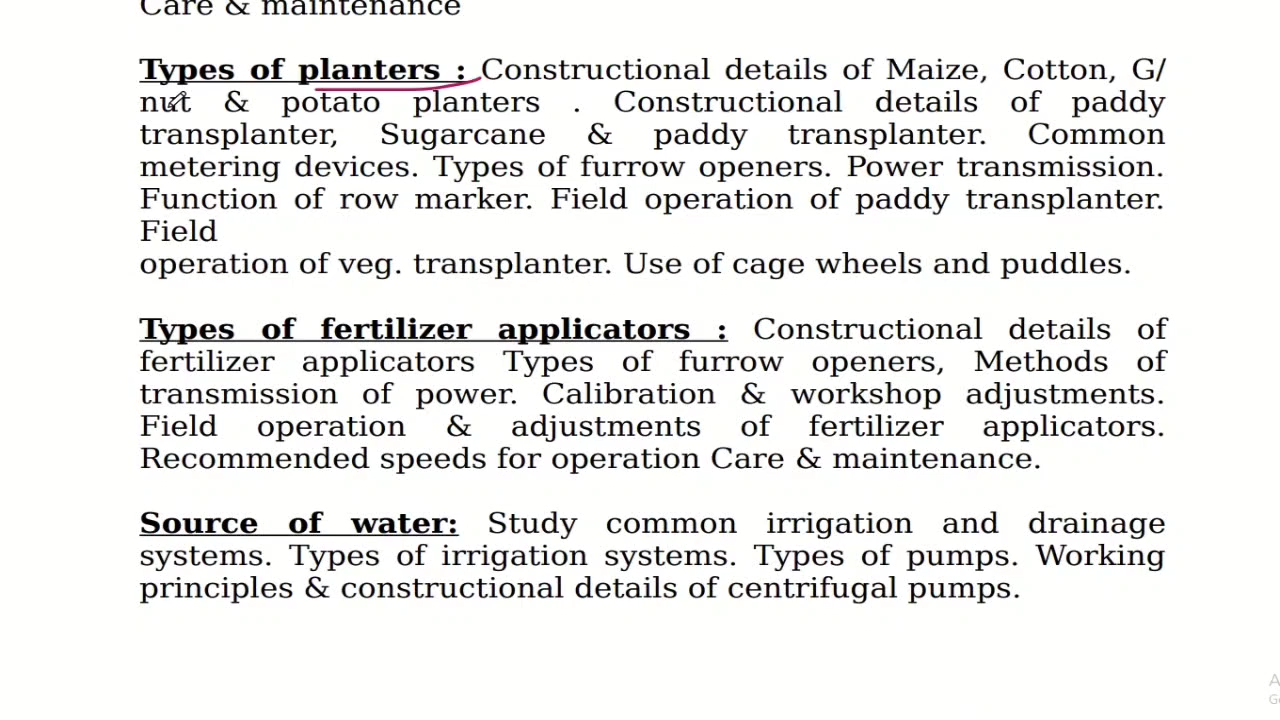 Care & maintenance
Types of planters : Constructional details of Maize, Cotton, G/
nut & potato planters . Constructional details of paddy
transplanter, Sugarcane & paddy transplanter. Common
metering devices. Types of furrow openers. Power transmission.
Function of row marker. Field operation of paddy transplanter.
Field
operation of veg. transplanter. Use of cage wheels and puddles.
Types of fertilizer applicators : Constructional details of
fertilizer applicators Types of furrow openers, Methods of
transmission of power. Calibration & workshop adjustments.
Field operation & adjustments of fertilizer applicators.
Recommended speeds for operation Care & maintenance.
Source of water: Study common irrigation and drainage
systems. Types of irrigation systems. Types of pumps. Working
principles & constructional details of centrifugal pumps.